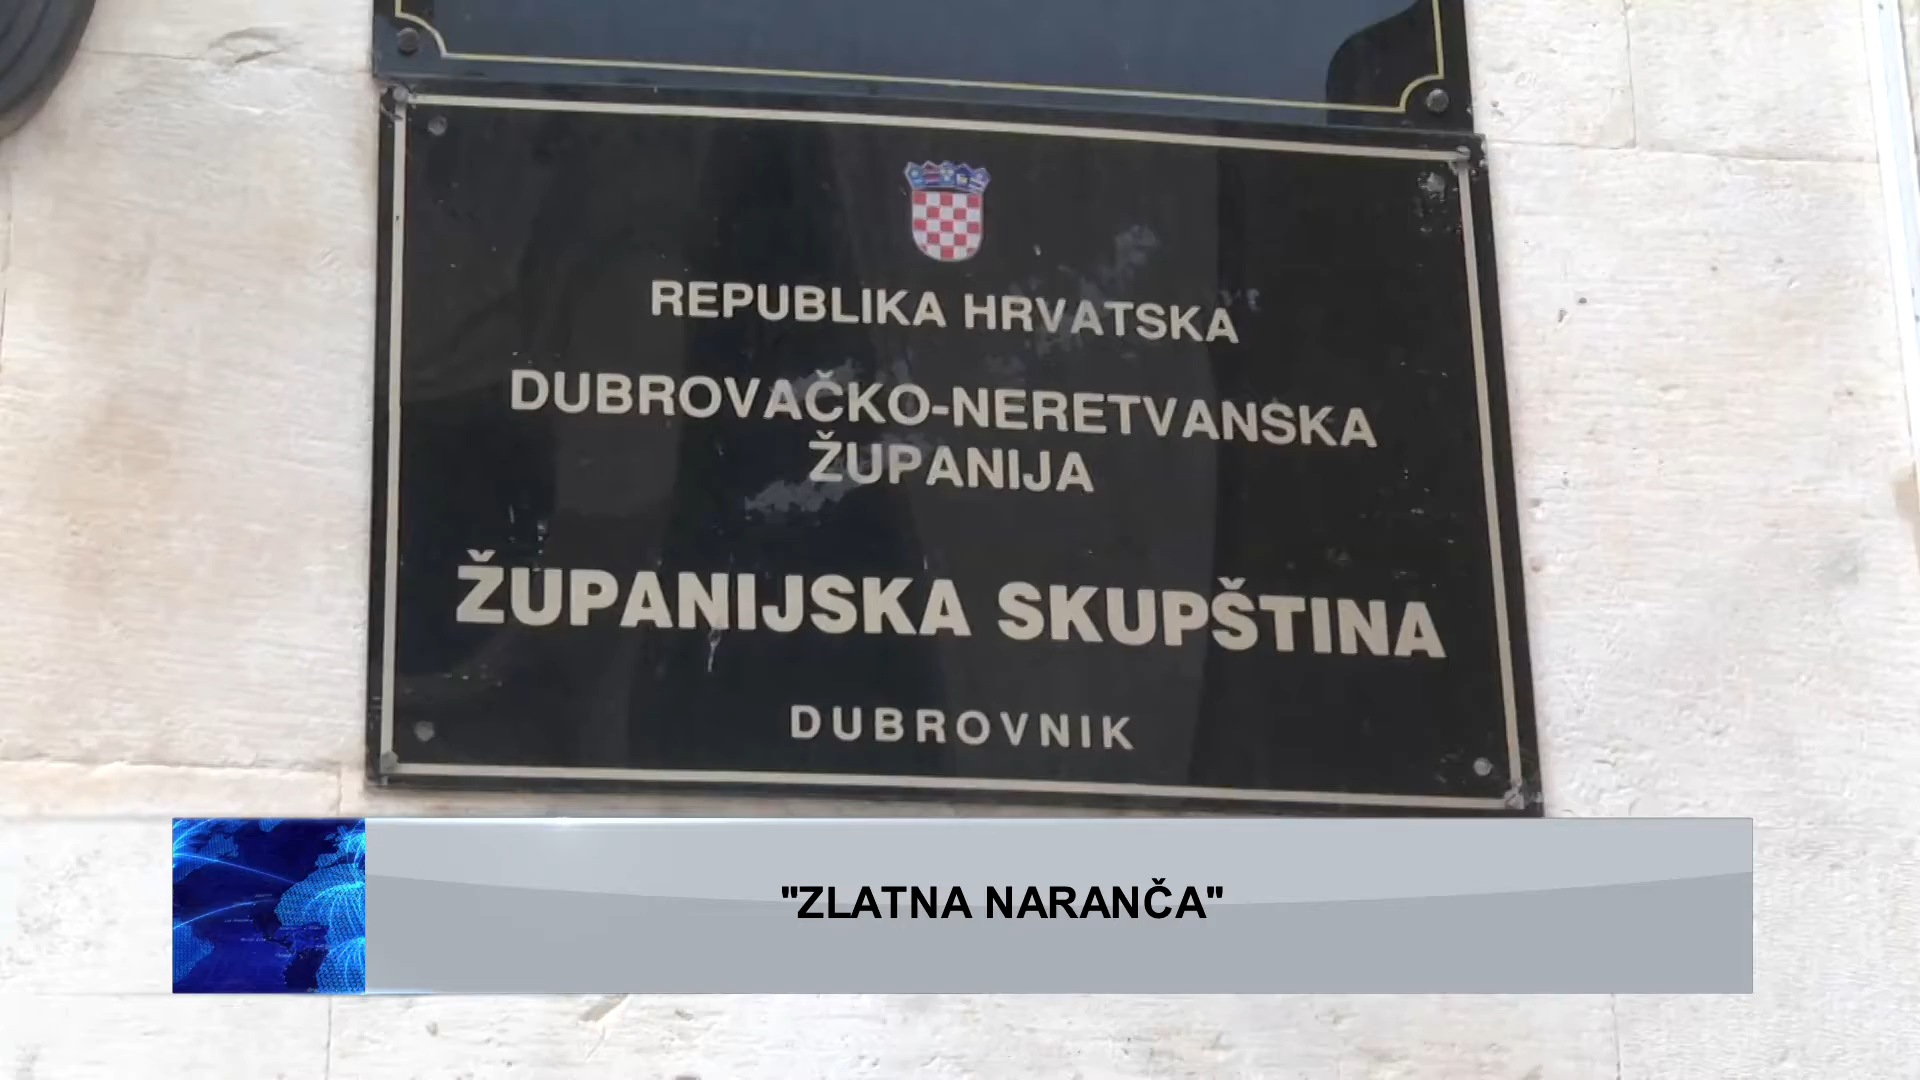 REPUBLIKA HRVATSKA
DUBROVAČKO-NERETVANSKA
ŽUPANIJA
ŽUPANIJSKA SKUPŠTINA
DUBROVNIK
"ZLATNA NARANČA"